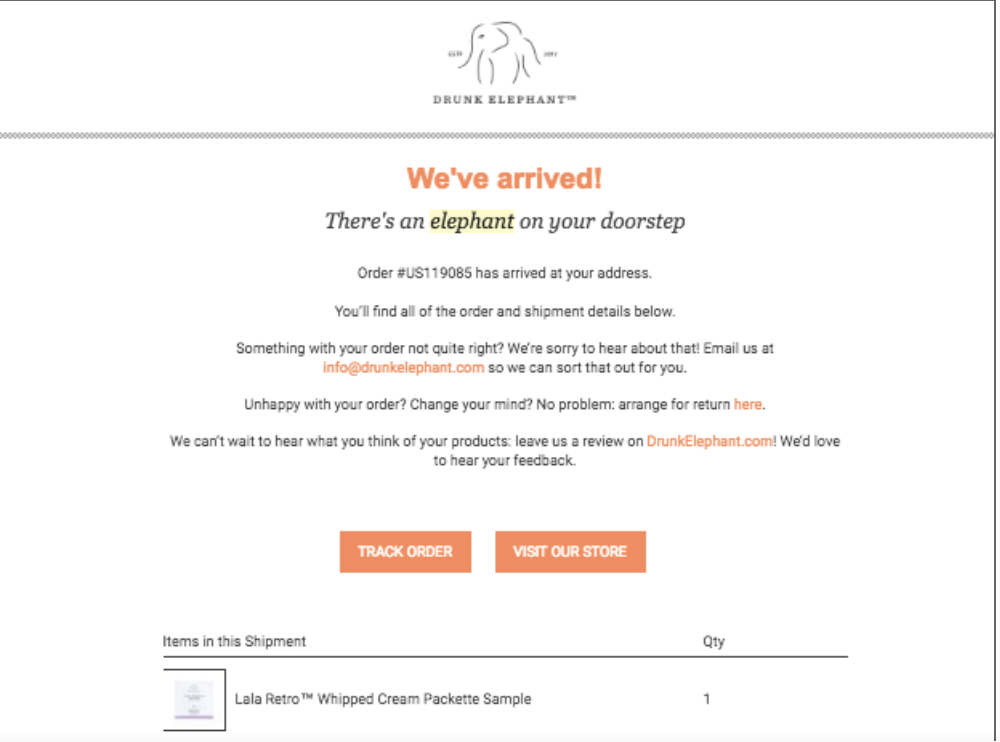 ESTD 2012
DRUNK ELEPHANT™
We've arrived!
There's an elephant on your doorstep
Order #US119085 has arrived at your address.
You'll find all of the order and shipment details below.
Something with your order not quite right? We're sorry to hear about that! Email us at
info@drunkelephant.com so we can sort that out for you.
Unhappy with your order? Change your mind? No problem: arrange for return here.
We can't wait to hear what you think of your products: leave us a review on DrunkElephant.com! We'd love
to hear your feedback.
TRACK ORDER VISIT OUR STORE
Items in this Shipment Qty
Lala Retro™ Whipped Cream Packette Sample 1